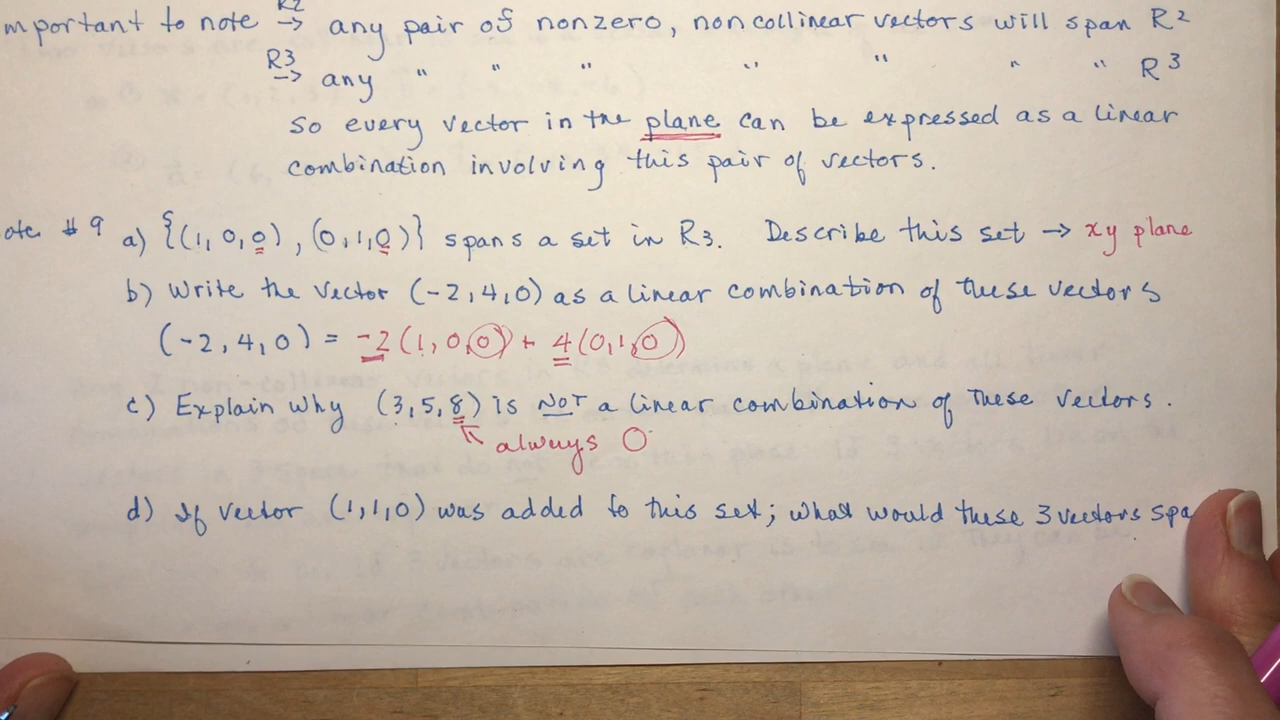 mportant to note R2 → any pair of nonzero, noncollinear vectors will span R²
R3 → any " " " " " " " R³
so every vector in the plane can be expressed as a linear
combination involving this pair of vectors.
ote #9 a) {(1,0,0), (0,1,0)} spans a set in R3. Describe this set → xy plane
b) Write the vector (-2,4,0) as a linear combination of these vectors
(-2,4,0) = -2(1,0,0) + 4(0,1,0)
c) Explain why (3,5,8) is NOT a linear combination of these vectors.
always 0
d) If vector (1,1,0) was added to this set; what would these 3 vectors spa